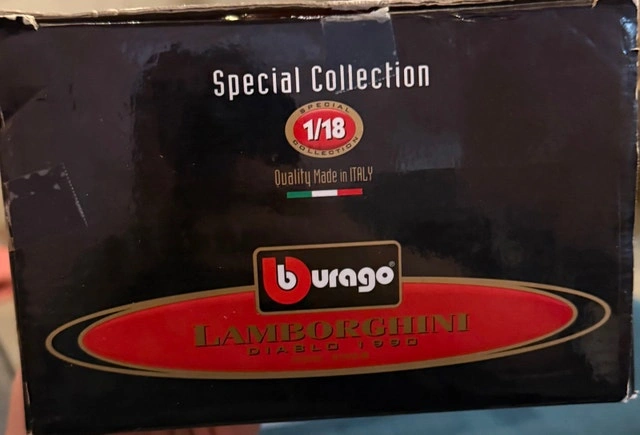 Special Collection
SPECIAL
1/18
COLLECTION
Quality Made in ITALY
burago®
LAMBORGHINI
DIABLO 1990